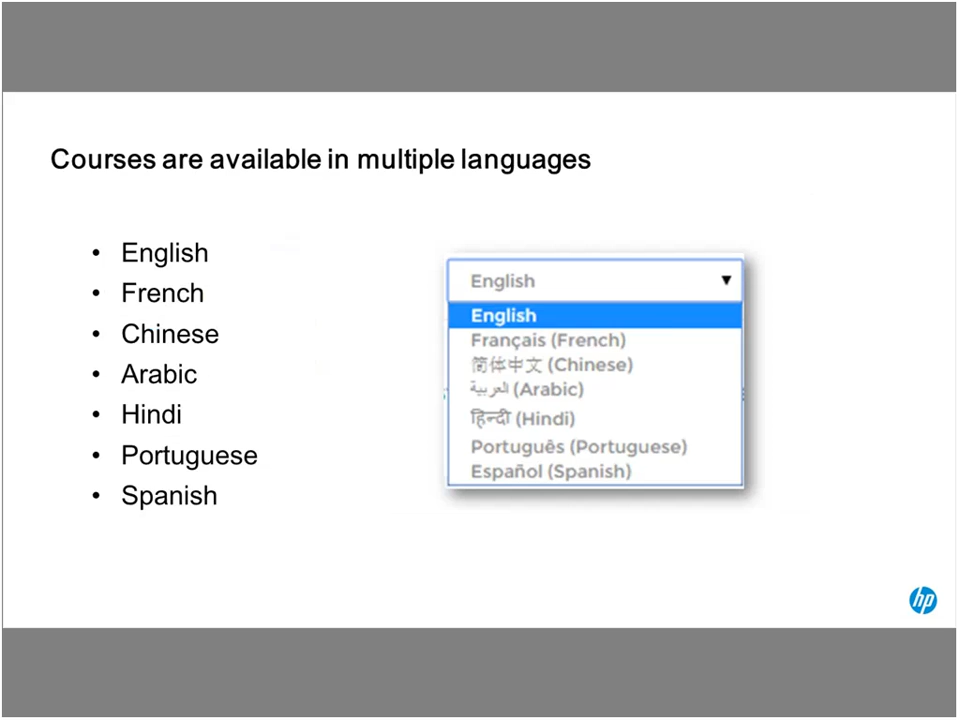 Courses are available in multiple languages
• English
• French
• Chinese
• Arabic
• Hindi
• Portuguese
• Spanish
English
English
Français (French)
简体中文 (Chinese)
العربية (Arabic)
हिन्दी (Hindi)
Português (Portuguese)
Español (Spanish)
hp